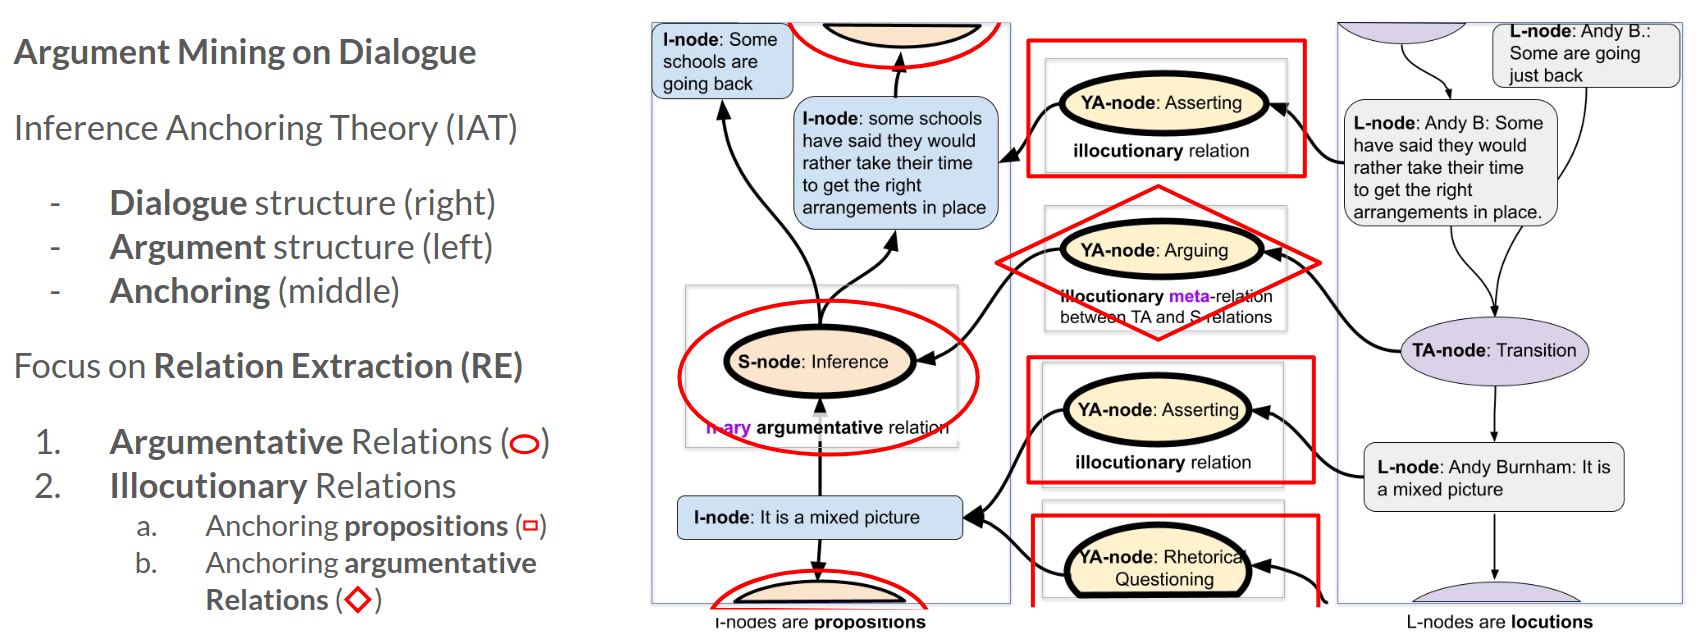 Argument Mining on Dialogue
Inference Anchoring Theory (IAT)
- Dialogue structure (right)
- Argument structure (left)
- Anchoring (middle)
Focus on Relation Extraction (RE)
1. Argumentative Relations ()
2. Illocutionary Relations
a. Anchoring propositions ()
b. Anchoring argumentative
Relations ()
I-node: Some
schools are
going back
I-node: some schools
have said they would
rather take their time
to get the right
arrangements in place
S-node: Inference
n-ary argumentative relation
I-node: It is a mixed picture
I-nodes are propositions
YA-node: Asserting
illocutionary relation
YA-node: Arguing
illocutionary meta-relation
between TA and S relations
YA-node: Asserting
illocutionary relation
YA-node: Rhetorical
Questioning
L-node: Andy B.:
Some are going
just back
L-node: Andy B: Some
have said they would
rather take their time
to get the right
arrangements in place.
TA-node: Transition
L-node: Andy Burnham: It is
a mixed picture
L-nodes are locutions